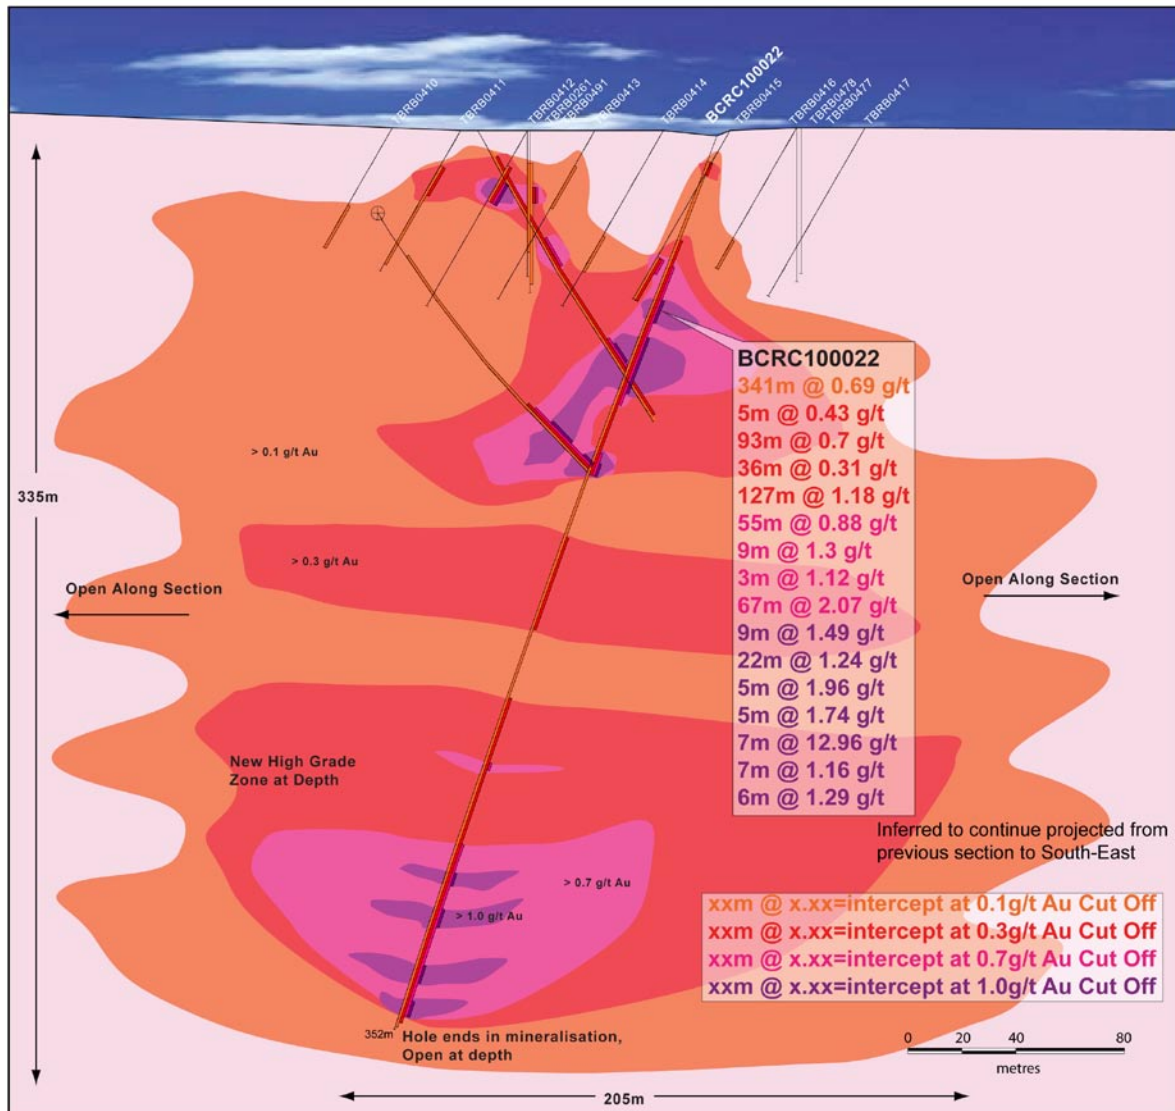 TBRB0410
TBRB0411
TBRB0412
TBRB0261
TBRB0491
TBRB0413
TBRB0414
BCRC100022
TBRB0415
TBRB0416
TBRB0478
TBRB0477
TBRB0417
BCRC100022
341m @ 0.69 g/t
5m @ 0.43 g/t
93m @ 0.7 g/t
36m @ 0.31 g/t
127m @ 1.18 g/t
55m @ 0.88 g/t
9m @ 1.3 g/t
3m @ 1.12 g/t
67m @ 2.07 g/t
9m @ 1.49 g/t
22m @ 1.24 g/t
5m @ 1.96 g/t
5m @ 1.74 g/t
7m @ 12.96 g/t
7m @ 1.16 g/t
6m @ 1.29 g/t
> 0.1 g/t Au
335m
> 0.3 g/t Au
Open Along Section
Open Along Section
New High Grade
Zone at Depth
Inferred to continue projected from
previous section to South-East
> 0.7 g/t Au
> 1.0 g/t Au
xxm @ x.xx=intercept at 0.1g/t Au Cut Off
xxm @ x.xx=intercept at 0.3g/t Au Cut Off
xxm @ x.xx=intercept at 0.7g/t Au Cut Off
xxm @ x.xx=intercept at 1.0g/t Au Cut Off
352m
Hole ends in mineralisation,
Open at depth
0 20 40 80
metres
205m